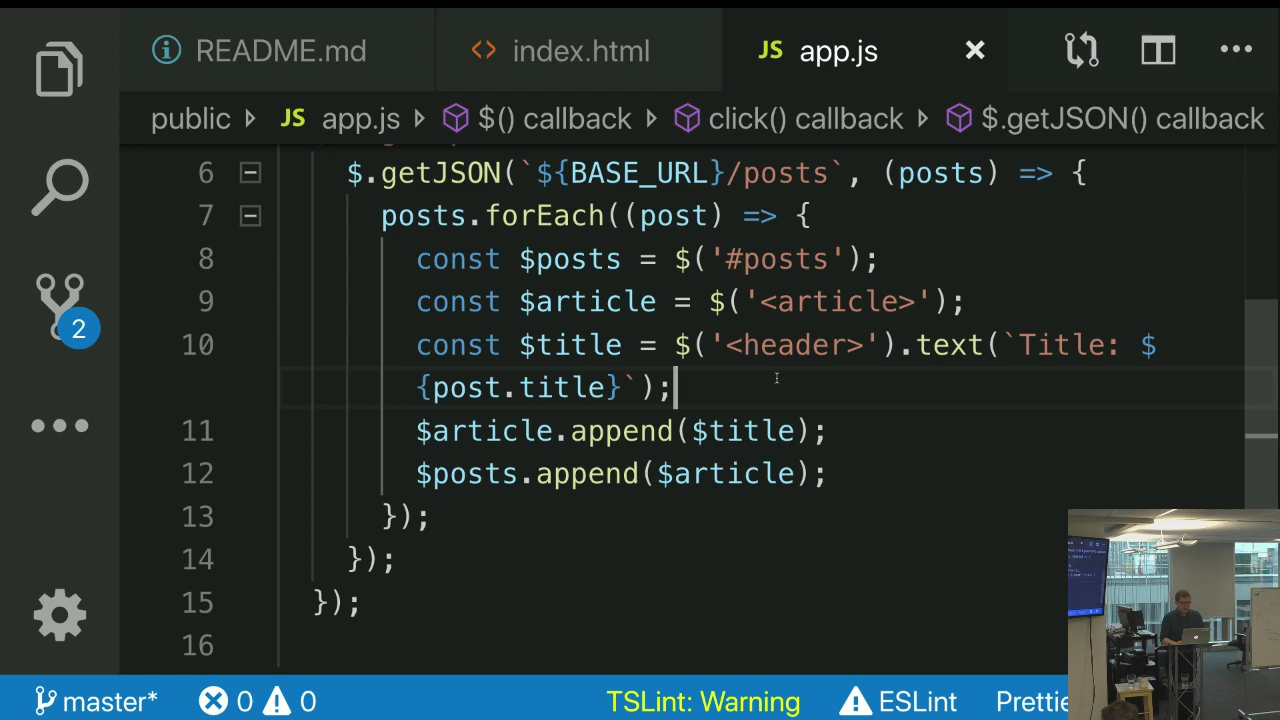 README.md
index.html
JS app.js
public JS app.js $() callback click() callback $.getJSON() callback
6 $.getJSON(`${BASE_URL}/posts`, (posts) => {
7 posts.forEach((post) => {
8 const $posts = $('#posts');
9 const $article = $('<article>');
10 const $title = $('<header>').text(`Title: $
{post.title}`);
11 $article.append($title);
12 $posts.append($article);
13 });
14 });
15 });
16
2
master* 0 0 TSLint: Warning ESLint